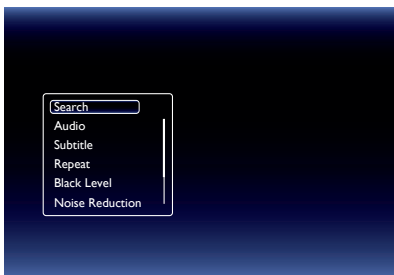 Search
Audio
Subtitle
Repeat
Black Level
Noise Reduction